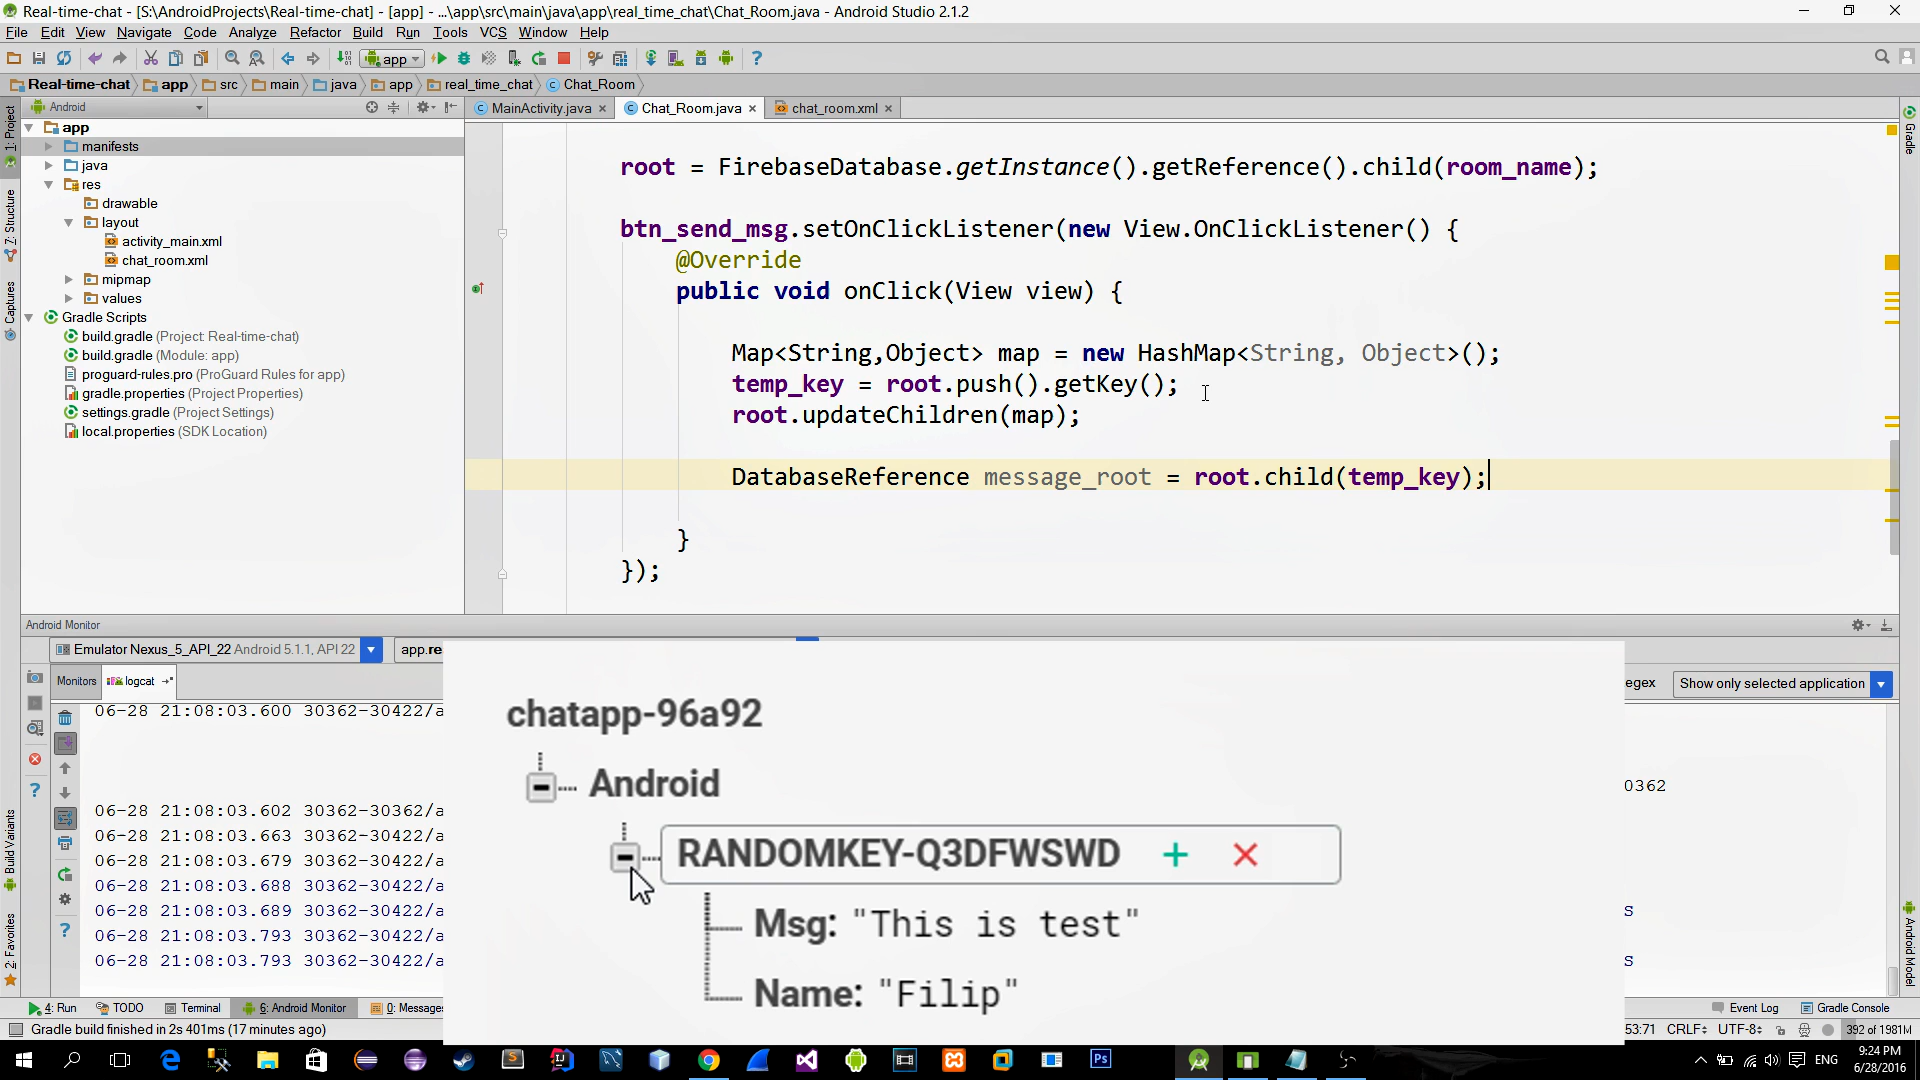 Real-time-chat - [S:\AndroidProjects\Real-time-chat] - [app] - ...\app\src\main\java\app\real_time_chat\Chat_Room.java - Android Studio 2.1.2
File Edit View Navigate Code Analyze Refactor Build Run Tools VCS Window Help
app
Real-time-chat app src main java app real_time_chat Chat_Room
Android
MainActivity.java Chat_Room.java chat_room.xml
1: Project
Z: Structure
Captures
Build Variants
2: Favorites
Gradle
Android Model
app
manifests
java
res
drawable
layout
activity_main.xml
chat_room.xml
mipmap
values
Gradle Scripts
build.gradle (Project: Real-time-chat)
build.gradle (Module: app)
proguard-rules.pro (ProGuard Rules for app)
gradle.properties (Project Properties)
settings.gradle (Project Settings)
local.properties (SDK Location)
root = FirebaseDatabase.getInstance().getReference().child(room_name);
btn_send_msg.setOnClickListener(new View.OnClickListener() {
@Override
public void onClick(View view) {
Map<String,Object> map = new HashMap<String, Object>();
temp_key = root.push().getKey();
root.updateChildren(map);
DatabaseReference message_root = root.child(temp_key);
}
});
Android Monitor
Emulator Nexus_5_API_22 Android 5.1.1, API 22
app.re
Monitors logcat
egex Show only selected application
06-28 21:08:03.600 30362-30422/a
06-28 21:08:03.602 30362-30362/a
06-28 21:08:03.663 30362-30422/a
06-28 21:08:03.679 30362-30422/a
06-28 21:08:03.688 30362-30422/a
06-28 21:08:03.689 30362-30422/a
06-28 21:08:03.793 30362-30422/a
06-28 21:08:03.793 30362-30422/a
0362
S
S
chatapp-96a92
Android
RANDOMKEY-Q3DFWSWD
Msg: "This is test"
Name: "Filip"
4: Run TODO Terminal 6: Android Monitor 0: Messages
Event Log Gradle Console
Gradle build finished in 2s 401ms (17 minutes ago)
53:71 CRLF UTF-8 392 of 1981M
ENG
9:24 PM
6/28/2016